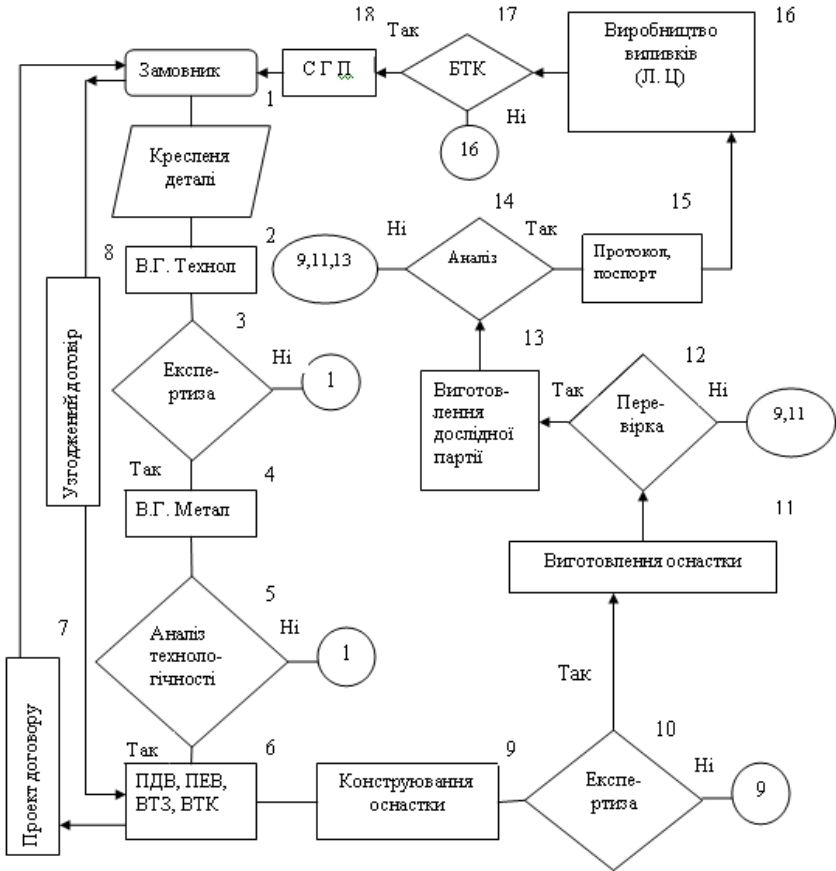 18
17
16
Так
Виробництво
виливків
(Л. Ц)
Замовник
С Г П
БТК
1
Ні
16
Кресленя
деталі
14
15
2
Ні
Так
8
В.Г. Технол
9,11,13
Аналіз
Протокол,
поспорт
3
13
12
Експе-
ртиза
Ні
1
Виготов-
лення
дослідної
партії
Так
Пере-
вірка
Ні
9,11
Узгоджений договір
Так
4
В.Г. Метал
11
Виготовлення оснастки
5
7
Аналіз
техноло-
гічності
Ні
1
Так
Проект договору
Так
6
9
10
ПДВ, ПЕВ,
ВТЗ, ВТК
Конструювання
оснастки
Експе-
ртиза
Ні
9